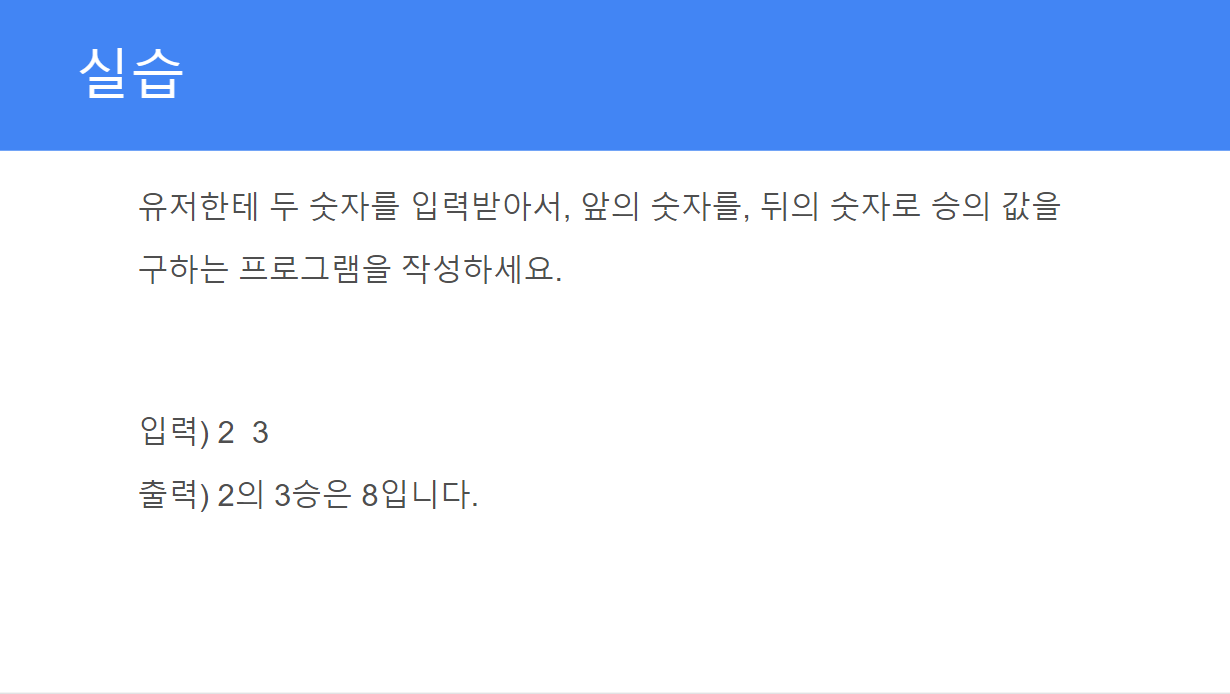 실습
유저한테 두 숫자를 입력받아서, 앞의 숫자를, 뒤의 숫자로 승의 값을
구하는 프로그램을 작성하세요.
입력) 2  3
출력) 2의 3승은 8입니다.